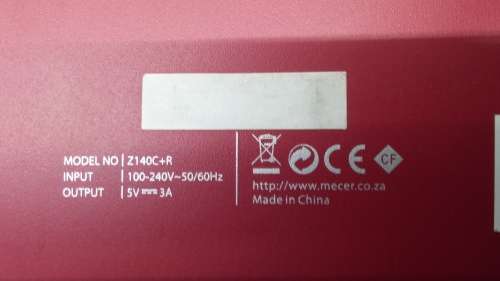 MODEL NO | Z140C+R
INPUT | 100-240V~50/60Hz
OUTPUT | 5V⎓3A
CE CF
http://www.mecer.co.za
Made in China